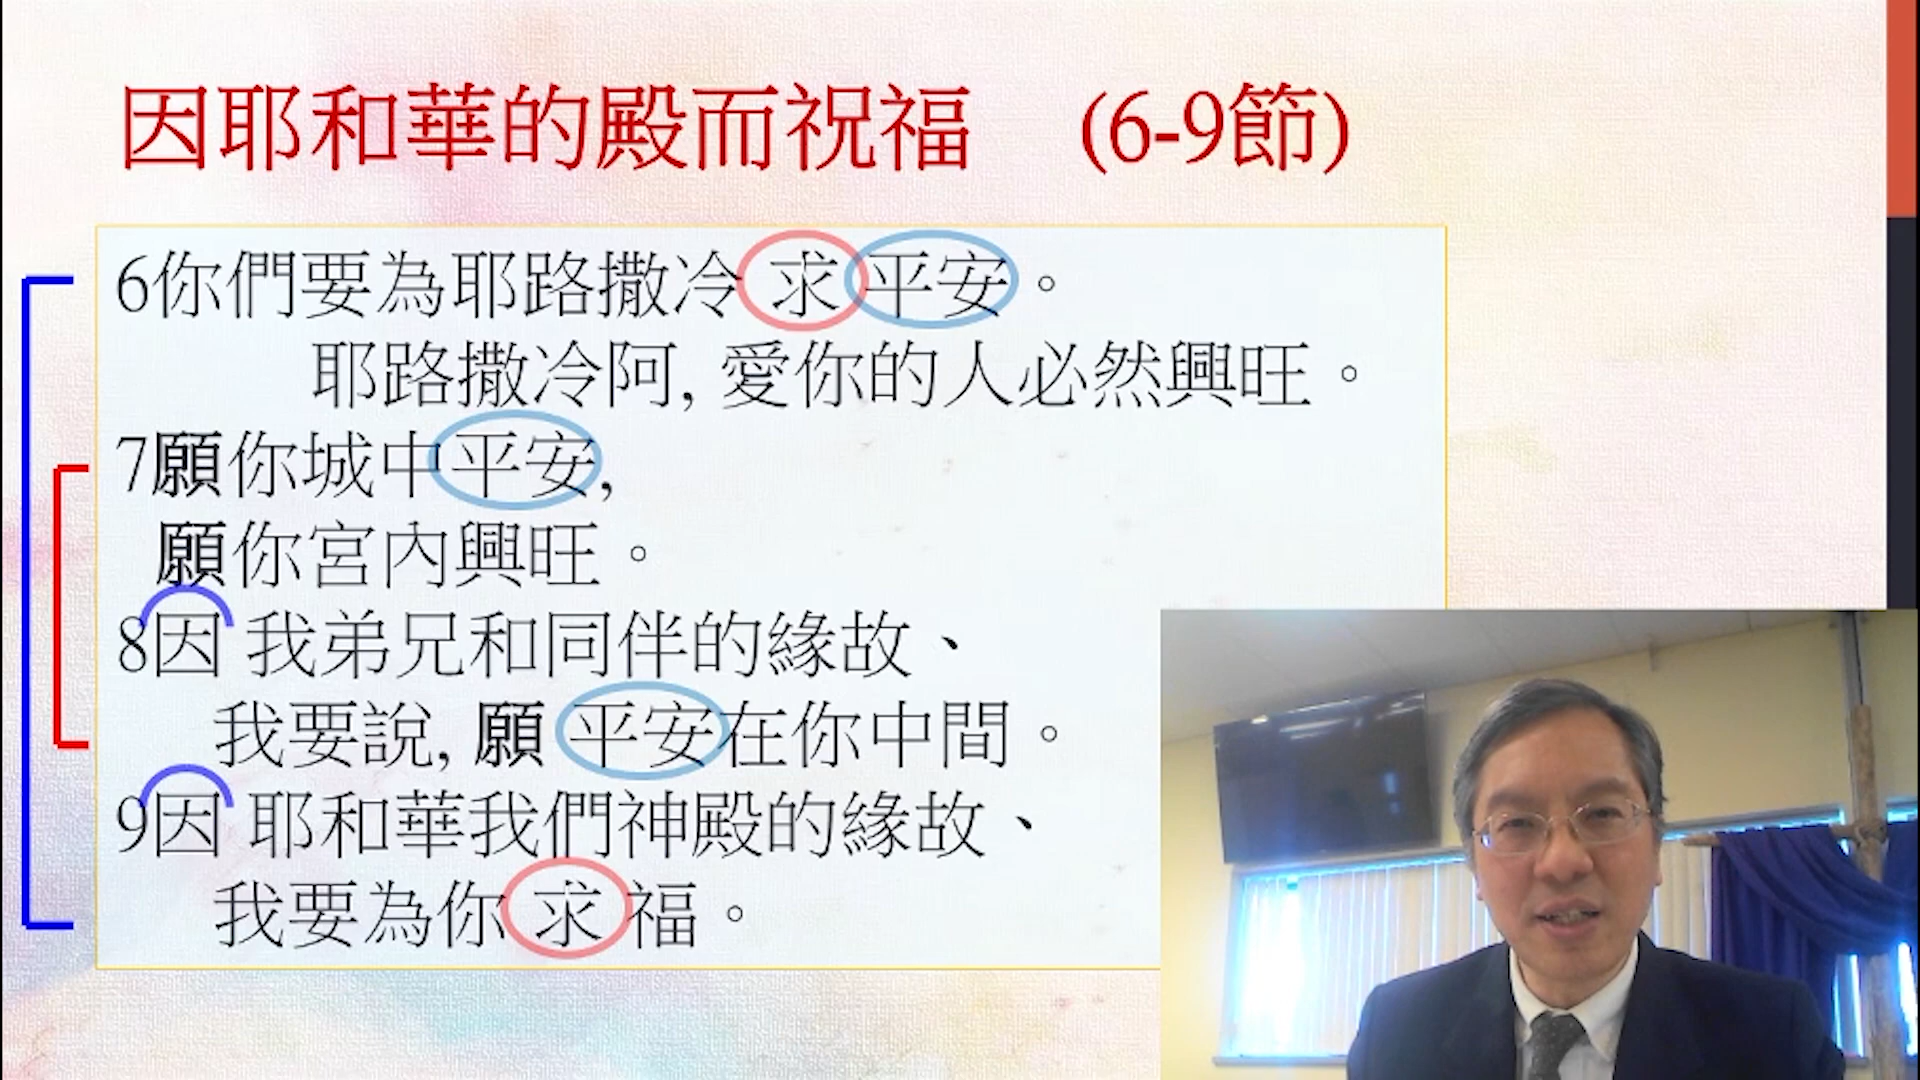 因耶和華的殿而祝福 (6-9節)
6你們要為耶路撒冷 求 平安。
耶路撒冷阿, 愛你的人必然興旺。
7願你城中平安,
願你宮內興旺。
8因 我弟兄和同伴的緣故、
我要說, 願 平安在你中間。
9因 耶和華我們神殿的緣故、
我要為你 求 福。